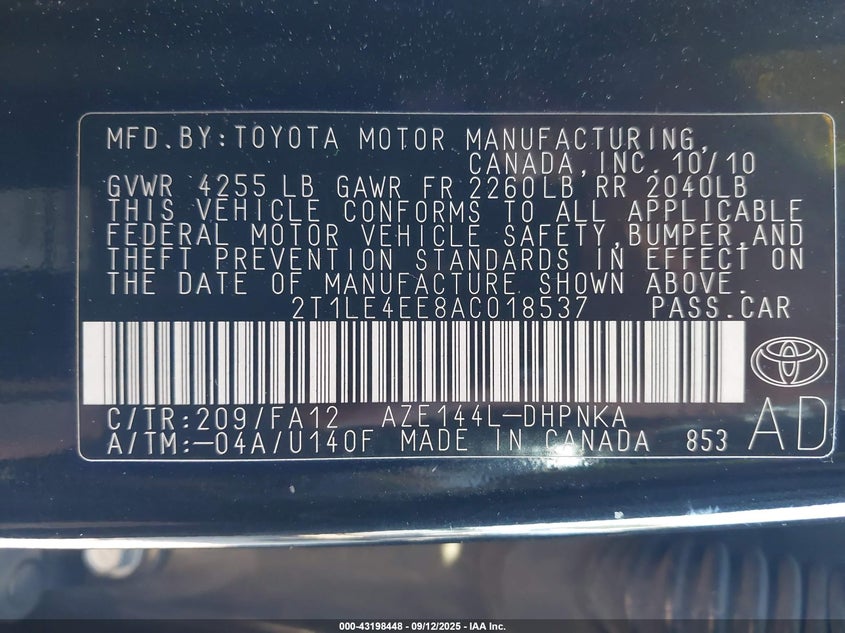 MFD.BY:TOYOTA MOTOR MANUFACTURING,
CANADA,INC. 10/10
GVWR 4255 LB GAWR FR 2260LB RR 2040LB
THIS VEHICLE CONFORMS TO ALL APPLICABLE
FEDERAL MOTOR VEHICLE SAFETY,BUMPER,AND
THEFT PREVENTION STANDARDS IN EFFECT ON
THE DATE OF MANUFACTURE SHOWN ABOVE.
2T1LE4EE8AC018537 PASS.CAR
C/TR:209/FA12 AZE144L-DHPNKA
A/TM:-04A/U140F MADE IN CANADA 853 AD
000-43198448 - 09/12/2025 - IAA Inc.